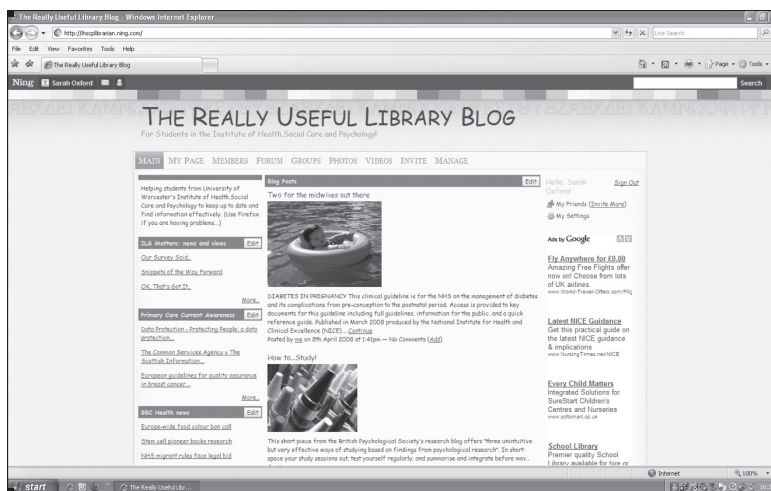 The Really Useful Library Blog - Windows Internet Explorer
http://ihscplibrarian.ning.com/
Live Search
File Edit View Favorites Tools Help
The Really Useful Library Blog
Page Tools
Ning Sarah Oxford
Search
THE REALLY USEFUL LIBRARY BLOG
For Students in the Institute of Health,Social Care and Psychology!
MAIN MY PAGE MEMBERS FORUM GROUPS PHOTOS VIDEOS INVITE MANAGE
Helping students from University of
Worcester's Institute of Health,Social
Care and Psychology to keep up to date and
find information effectively. (Use Firefox
if you are having problems...)
ILS Matters: news and views Edit
Our Survey Said..
Snippets of the Way Forward
OK, That's Got It..
More..
Primary Care Current Awareness Edit
Data Protection - Protecting People: a data
protection...
The Common Services Agency v The
Scottish Information...
European guidelines for quality assurance
in breast cancer...
More..
BBC Health news Edit
Europe-wide food colour ban call
Stem cell pioneer backs research
NHS migrant rules face legal bid
Blog Posts Edit
Two for the midwives out there
DIABETES IN PREGNANCY This clinical guideline is for the NHS on the management of diabetes
and its complications from pre-conception to the postnatal period. Access is provided to key
documents for this guideline including full guidelines, information for the public, and a quick
reference guide. Published in March 2008 produced by the National Institute for Health and
Clinical Excellence (NICE)... Continue
Posted by me on 8th April 2008 at 1:41pm — No Comments (Add)
How to...Study!
This short piece from the British Psychological Society's research blog offers "three unintuitive
but very effective ways of studying based on findings from psychological research". In short:
space your study sessions out, test yourself regularly, and summarise and integrate before mov..
Hello, Sarah
Oxford
Sign Out
My Friends (Invite More)
My Settings
Ads by Google
Fly Anywhere for £0.00
Amazing Free Flights offer
now on! Choose from lots
of UK airlines.
www.World-Travel-Offers.com/Flig
Latest NICE Guidance
Get this practical guide on
the latest NICE guidance
& implications
www.NursingTimes.net/NICE
Every Child Matters
Integrated Solutions for
SureStart Children's
Centres and Nurseries
www.softsmart.co.uk
School Library
Premier quality School
Library available for hire or
Internet 100%
start
The Really Useful Libr...